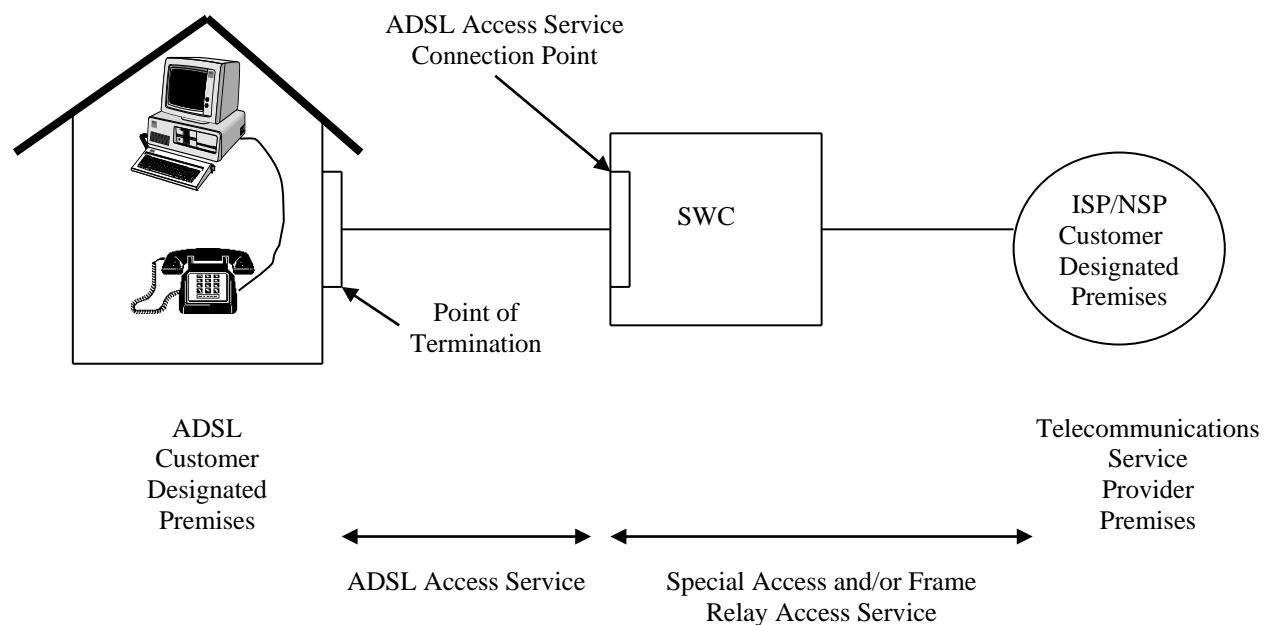 ADSL Access Service
Connection Point
SWC
ISP/NSP
Customer
Designated
Premises
Point of
Termination
ADSL
Customer
Designated
Premises
Telecommunications
Service
Provider
Premises
ADSL Access Service
Special Access and/or Frame
Relay Access Service